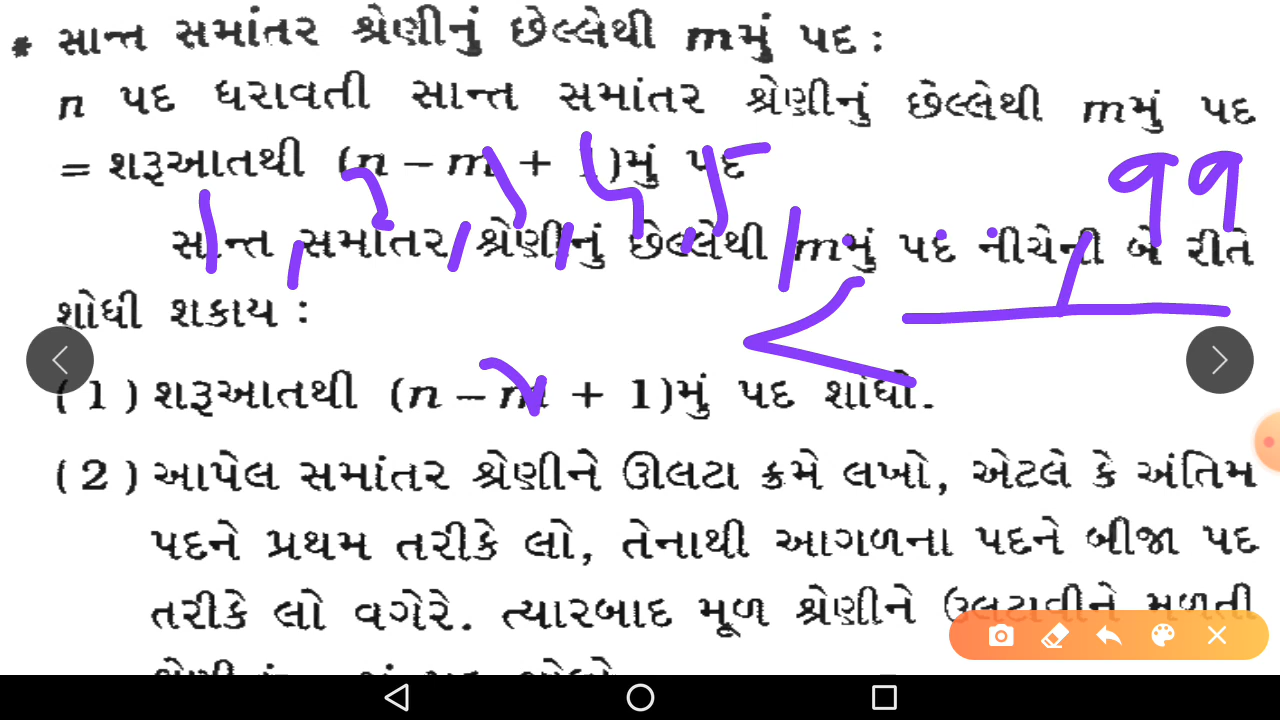 * સાન્ત સમાંતર શ્રેણીનું છેલ્લેથી mમું પદ :
n પદ ધરાવતી સાન્ત સમાંતર શ્રેણીનું છેલ્લેથી mમું પદ
= શરૂઆતથી (n – m + 1)મું પદ
સાન્ત સમાંતર શ્રેણીનું છેલ્લેથી mમું પદ નીચેની બે રીતે
શોધી શકાય :
(1) શરૂઆતથી (n – m + 1)મું પદ શોધો.
(2) આપેલ સમાંતર શ્રેણીને ઊલટા ક્રમે લખો, એટલે કે અંતિમ
પદને પ્રથમ તરીકે લો, તેનાથી આગળના પદને બીજા પદ
તરીકે લો વગેરે. ત્યારબાદ મૂળ શ્રેણીને ઉલટાવીને મળતી